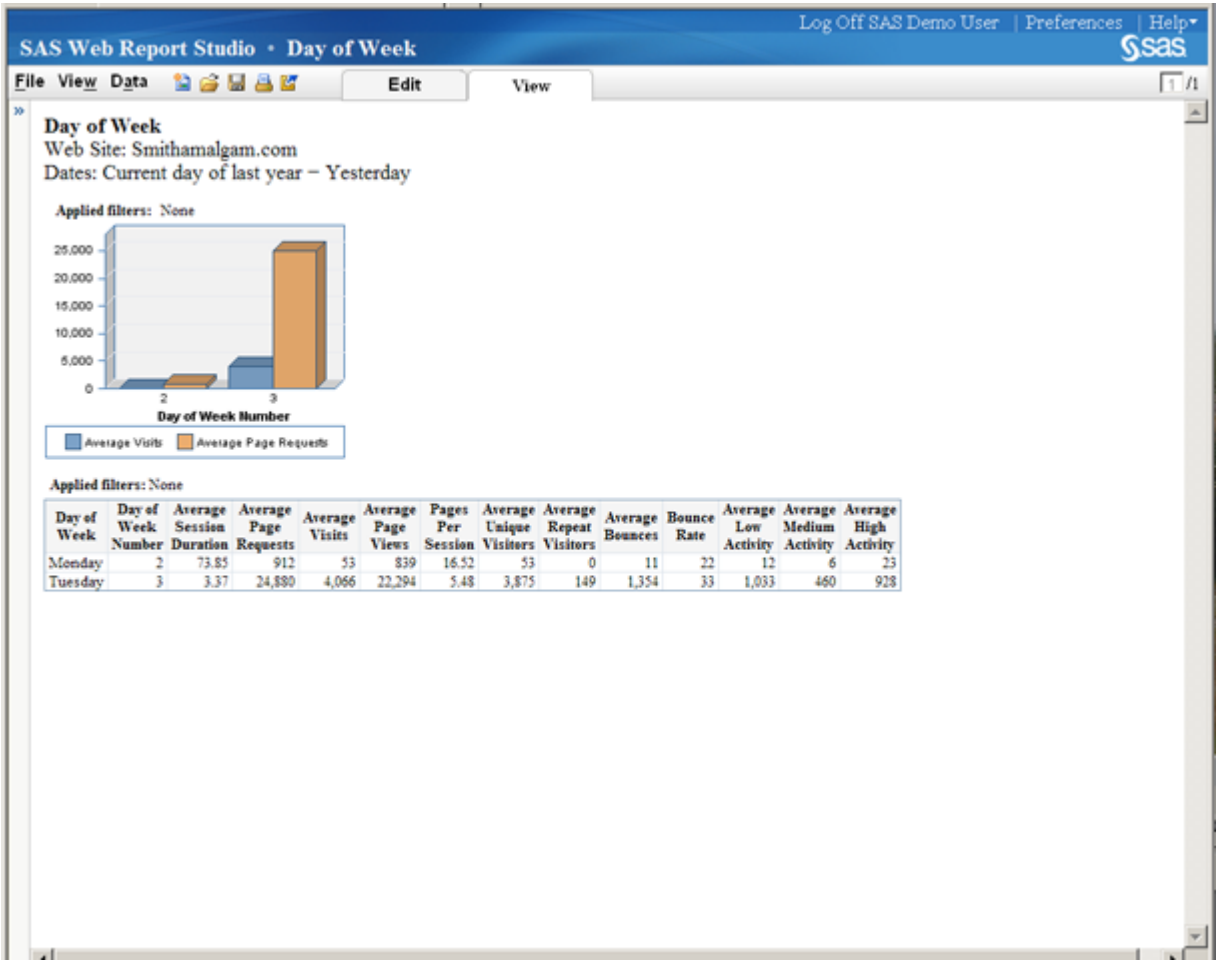 Log Off SAS Demo User | Preferences | Help
SAS Web Report Studio • Day of Week
sas
File View Data Edit View 1 /1
»
Day of Week
Web Site: Smithamalgam.com
Dates: Current day of last year − Yesterday
Applied filters: None
25,000
20,000
15,000
10,000
5,000
0
2 3
Day of Week Number
Average Visits Average Page Requests
Applied filters: None
Day of Week Day of Week Number Average Session Duration Average Page Requests Average Visits Average Page Views Pages Per Session Average Unique Visitors Average Repeat Visitors Average Bounces Bounce Rate Average Low Activity Average Medium Activity Average High Activity
Monday 2 73.85 912 53 839 16.52 53 0 11 22 12 6 23
Tuesday 3 3.37 24,880 4,066 22,294 5.48 3,875 149 1,354 33 1,033 460 928